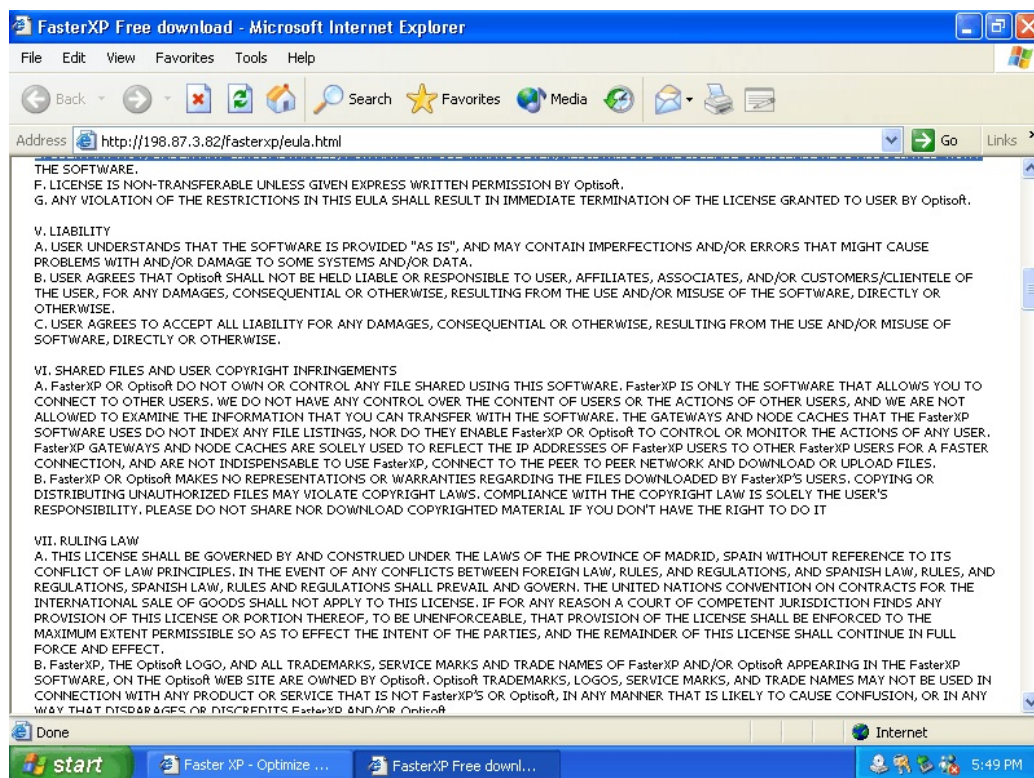 FasterXP Free download - Microsoft Internet Explorer
File Edit View Favorites Tools Help
Back Search Favorites Media
Address http://198.87.3.82/fasterxp/eula.html Go Links
THE SOFTWARE.
F. LICENSE IS NON-TRANSFERABLE UNLESS GIVEN EXPRESS WRITTEN PERMISSION BY Optisoft.
G. ANY VIOLATION OF THE RESTRICTIONS IN THIS EULA SHALL RESULT IN IMMEDIATE TERMINATION OF THE LICENSE GRANTED TO USER BY Optisoft.
V. LIABILITY
A. USER UNDERSTANDS THAT THE SOFTWARE IS PROVIDED "AS IS", AND MAY CONTAIN IMPERFECTIONS AND/OR ERRORS THAT MIGHT CAUSE
PROBLEMS WITH AND/OR DAMAGE TO SOME SYSTEMS AND/OR DATA.
B. USER AGREES THAT Optisoft SHALL NOT BE HELD LIABLE OR RESPONSIBLE TO USER, AFFILIATES, ASSOCIATES, AND/OR CUSTOMERS/CLIENTELE OF
THE USER, FOR ANY DAMAGES, CONSEQUENTIAL OR OTHERWISE, RESULTING FROM THE USE AND/OR MISUSE OF THE SOFTWARE, DIRECTLY OR
OTHERWISE.
C. USER AGREES TO ACCEPT ALL LIABILITY FOR ANY DAMAGES, CONSEQUENTIAL OR OTHERWISE, RESULTING FROM THE USE AND/OR MISUSE OF
SOFTWARE, DIRECTLY OR OTHERWISE.
VI. SHARED FILES AND USER COPYRIGHT INFRINGEMENTS
A. FasterXP OR Optisoft DO NOT OWN OR CONTROL ANY FILE SHARED USING THIS SOFTWARE. FasterXP IS ONLY THE SOFTWARE THAT ALLOWS YOU TO
CONNECT TO OTHER USERS. WE DO NOT HAVE ANY CONTROL OVER THE CONTENT OF USERS OR THE ACTIONS OF OTHER USERS, AND WE ARE NOT
ALLOWED TO EXAMINE THE INFORMATION THAT YOU CAN TRANSFER WITH THE SOFTWARE. THE GATEWAYS AND NODE CACHES THAT THE FasterXP
SOFTWARE USES DO NOT INDEX ANY FILE LISTINGS, NOR DO THEY ENABLE FasterXP OR Optisoft TO CONTROL OR MONITOR THE ACTIONS OF ANY USER.
FasterXP GATEWAYS AND NODE CACHES ARE SOLELY USED TO REFLECT THE IP ADDRESSES OF FasterXP USERS TO OTHER FasterXP USERS FOR A FASTER
CONNECTION, AND ARE NOT INDISPENSABLE TO USE FasterXP, CONNECT TO THE PEER TO PEER NETWORK AND DOWNLOAD OR UPLOAD FILES.
B. FasterXP OR Optisoft MAKES NO REPRESENTATIONS OR WARRANTIES REGARDING THE FILES DOWNLOADED BY FasterXP'S USERS. COPYING OR
DISTRIBUTING UNAUTHORIZED FILES MAY VIOLATE COPYRIGHT LAWS. COMPLIANCE WITH THE COPYRIGHT LAW IS SOLELY THE USER'S
RESPONSIBILITY. PLEASE DO NOT SHARE NOR DOWNLOAD COPYRIGHTED MATERIAL IF YOU DON'T HAVE THE RIGHT TO DO IT
VII. RULING LAW
A. THIS LICENSE SHALL BE GOVERNED BY AND CONSTRUED UNDER THE LAWS OF THE PROVINCE OF MADRID, SPAIN WITHOUT REFERENCE TO ITS
CONFLICT OF LAW PRINCIPLES. IN THE EVENT OF ANY CONFLICTS BETWEEN FOREIGN LAW, RULES, AND REGULATIONS, AND SPANISH LAW, RULES, AND
REGULATIONS, SPANISH LAW, RULES AND REGULATIONS SHALL PREVAIL AND GOVERN. THE UNITED NATIONS CONVENTION ON CONTRACTS FOR THE
INTERNATIONAL SALE OF GOODS SHALL NOT APPLY TO THIS LICENSE. IF FOR ANY REASON A COURT OF COMPETENT JURISDICTION FINDS ANY
PROVISION OF THIS LICENSE OR PORTION THEREOF, TO BE UNENFORCEABLE, THAT PROVISION OF THE LICENSE SHALL BE ENFORCED TO THE
MAXIMUM EXTENT PERMISSIBLE SO AS TO EFFECT THE INTENT OF THE PARTIES, AND THE REMAINDER OF THIS LICENSE SHALL CONTINUE IN FULL
FORCE AND EFFECT.
B. FasterXP, THE Optisoft LOGO, AND ALL TRADEMARKS, SERVICE MARKS AND TRADE NAMES OF FasterXP AND/OR Optisoft APPEARING IN THE FasterXP
SOFTWARE, ON THE Optisoft WEB SITE ARE OWNED BY Optisoft. Optisoft TRADEMARKS, LOGOS, SERVICE MARKS, AND TRADE NAMES MAY NOT BE USED IN
CONNECTION WITH ANY PRODUCT OR SERVICE THAT IS NOT FasterXP'S OR Optisoft, IN ANY MANNER THAT IS LIKELY TO CAUSE CONFUSION, OR IN ANY
WAY THAT DISPARAGES OR DISCREDITS FasterXP AND/OR Optisoft
Done Internet
start Faster XP - Optimize ... FasterXP Free downl... 5:49 PM